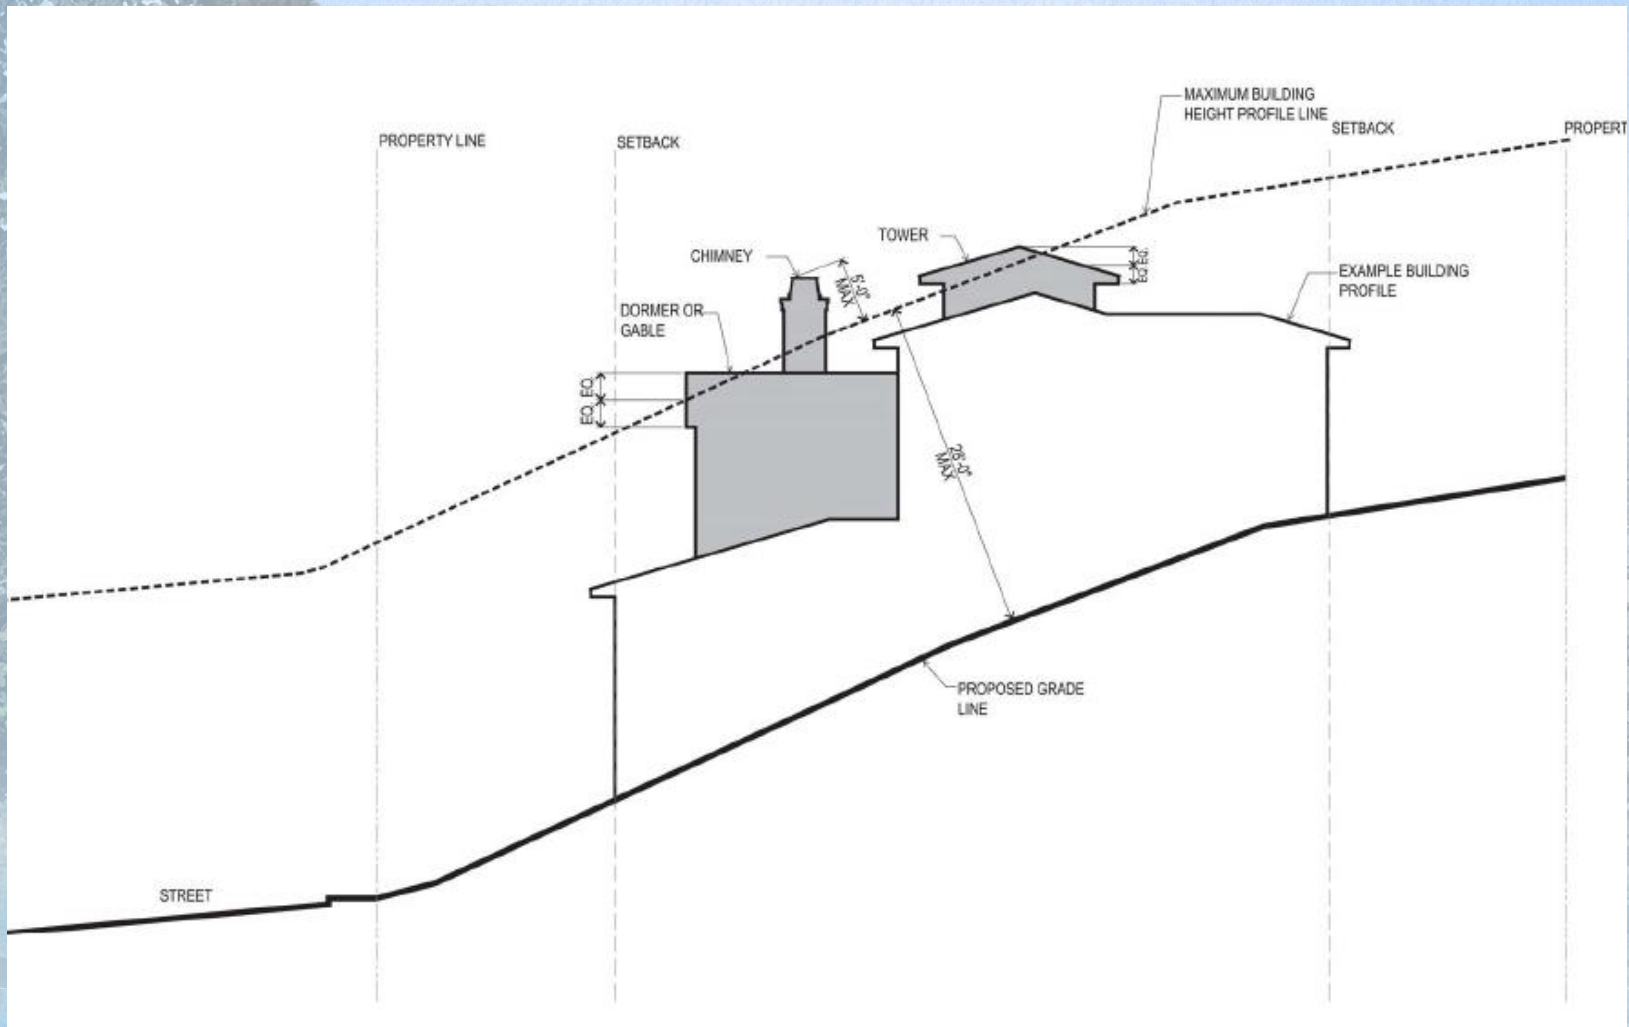 MAXIMUM BUILDING
HEIGHT PROFILE LINE
PROPERTY LINE
SETBACK
SETBACK
PROPERT
TOWER
CHIMNEY
EQ.
EQ.
5'-0"
MAX
EXAMPLE BUILDING
PROFILE
DORMER OR
GABLE
EQ.
EQ.
28'-0"
MAX
PROPOSED GRADE
LINE
STREET